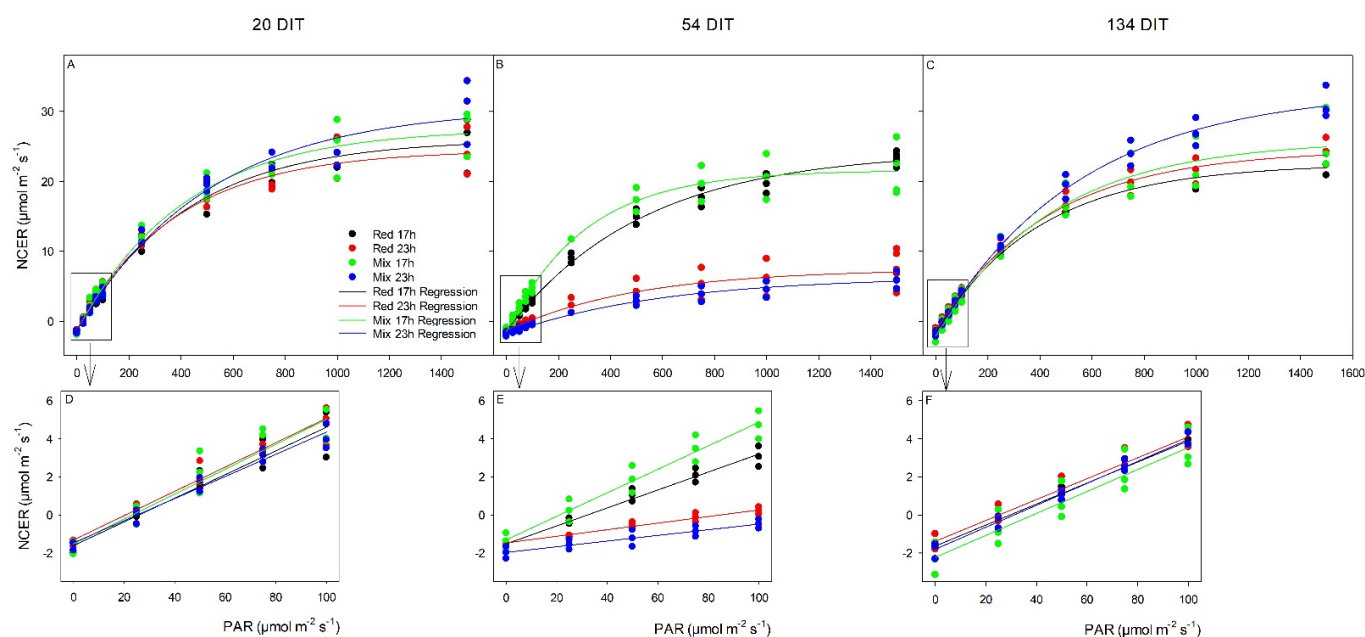 20 DIT
54 DIT
134 DIT
A
B
C
NCER (µmol m⁻² s⁻¹)
30
20
10
0
Red 17h
Red 23h
Mix 17h
Mix 23h
Red 17h Regression
Red 23h Regression
Mix 17h Regression
Mix 23h Regression
0 200 400 600 800 1000 1200 1400
0 200 400 600 800 1000 1200 1400
0 200 400 600 800 1000 1200 1400 1600
D
E
F
NCER (µmol m⁻² s⁻¹)
6
4
2
0
-2
6
4
2
0
-2
6
4
2
0
-2
0 20 40 60 80 100
0 20 40 60 80 100
0 20 40 60 80 100
PAR (µmol m⁻² s⁻¹)
PAR (µmol m⁻² s⁻¹)
PAR (µmol m⁻² s⁻¹)